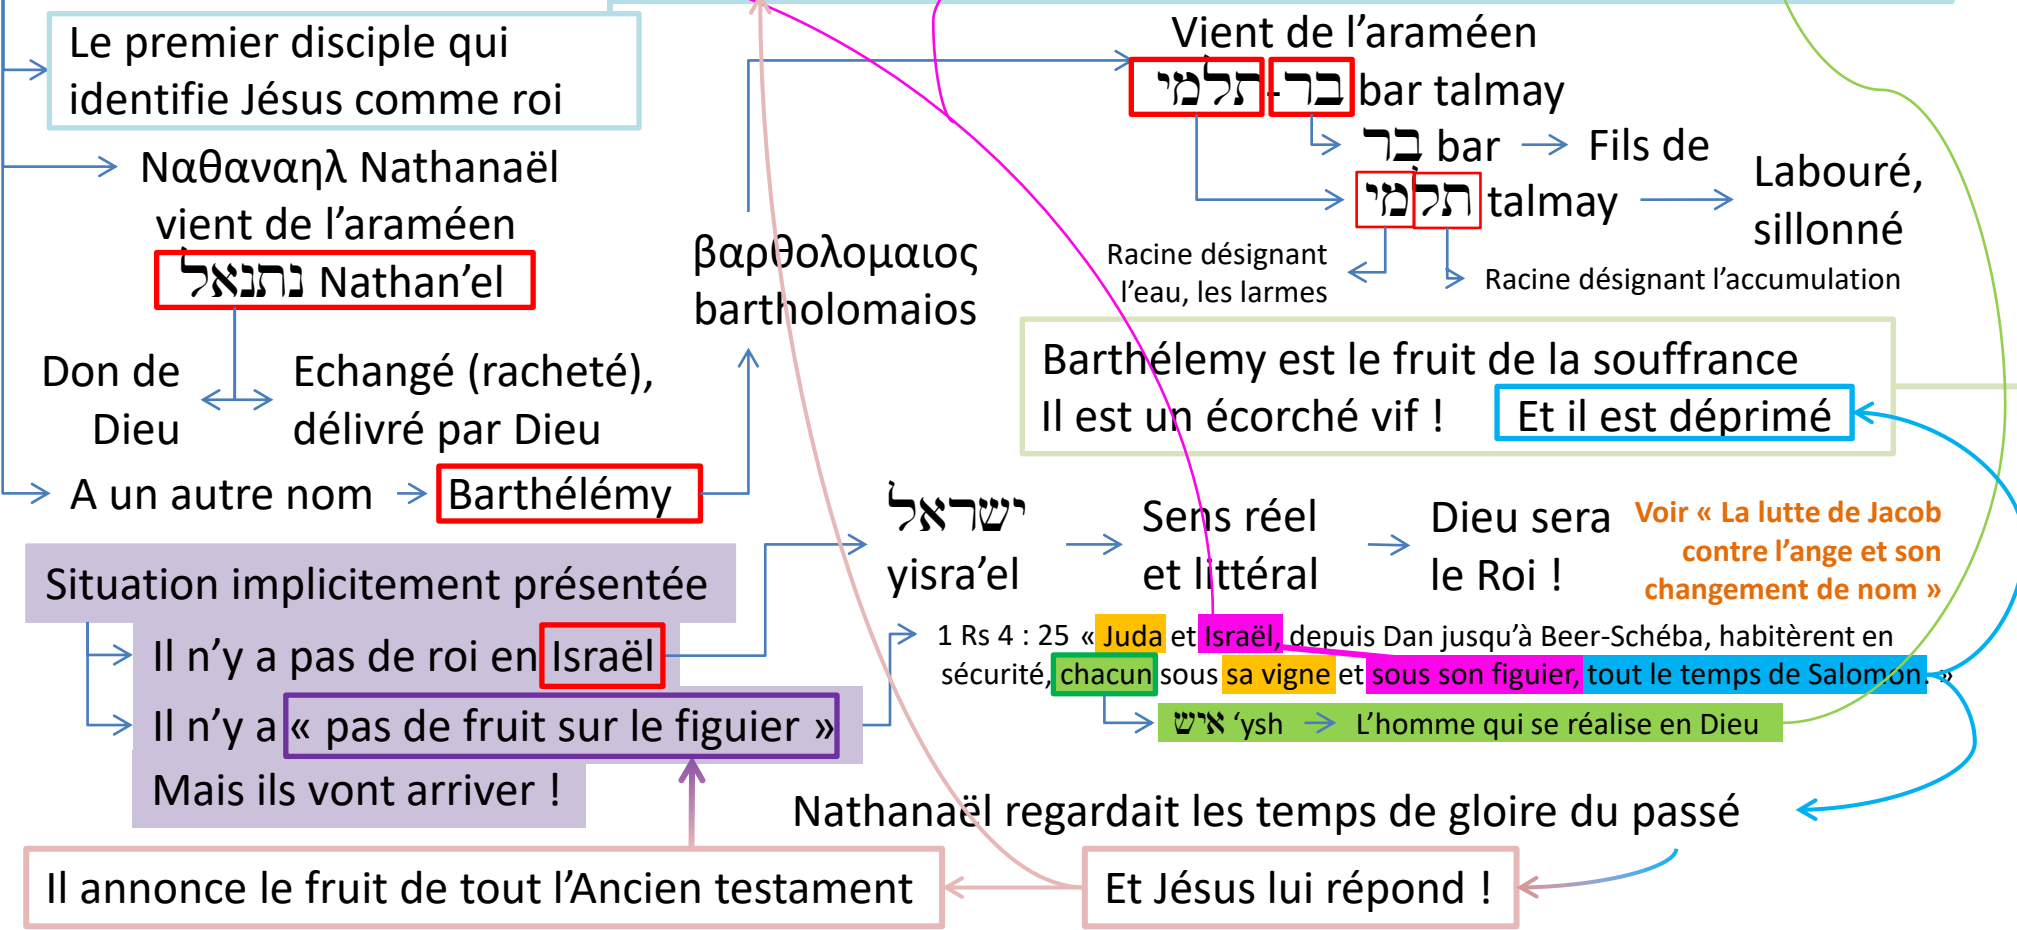 Le premier disciple qui
identifie Jésus comme roi
Ναθαναηλ Nathanaël
vient de l’araméen
נתנאל Nathan’el
Don de
Dieu
Echangé (racheté),
délivré par Dieu
A un autre nom
Barthélémy
βαρθολομαιος
bartholomaios
Vient de l’araméen
בר-תלמי bar talmay
בר bar
Fils de
תלמי talmay
Labouré,
sillonné
Racine désignant
l’eau, les larmes
Racine désignant l’accumulation
Barthélemy est le fruit de la souffrance
Il est un écorché vif !
Et il est déprimé
Situation implicitement présentée
Il n’y a pas de roi en Israël
Il n’y a « pas de fruit sur le figuier »
Mais ils vont arriver !
ישראל
yisra’el
Sens réel
et littéral
Dieu sera
le Roi !
Voir « La lutte de Jacob
contre l’ange et son
changement de nom »
1 Rs 4 : 25 « Juda et Israël, depuis Dan jusqu’à Beer-Schéba, habitèrent en
sécurité, chacun sous sa vigne et sous son figuier, tout le temps de Salomon. »
איש ‘ysh
L’homme qui se réalise en Dieu
Nathanaël regardait les temps de gloire du passé
Et Jésus lui répond !
Il annonce le fruit de tout l’Ancien testament